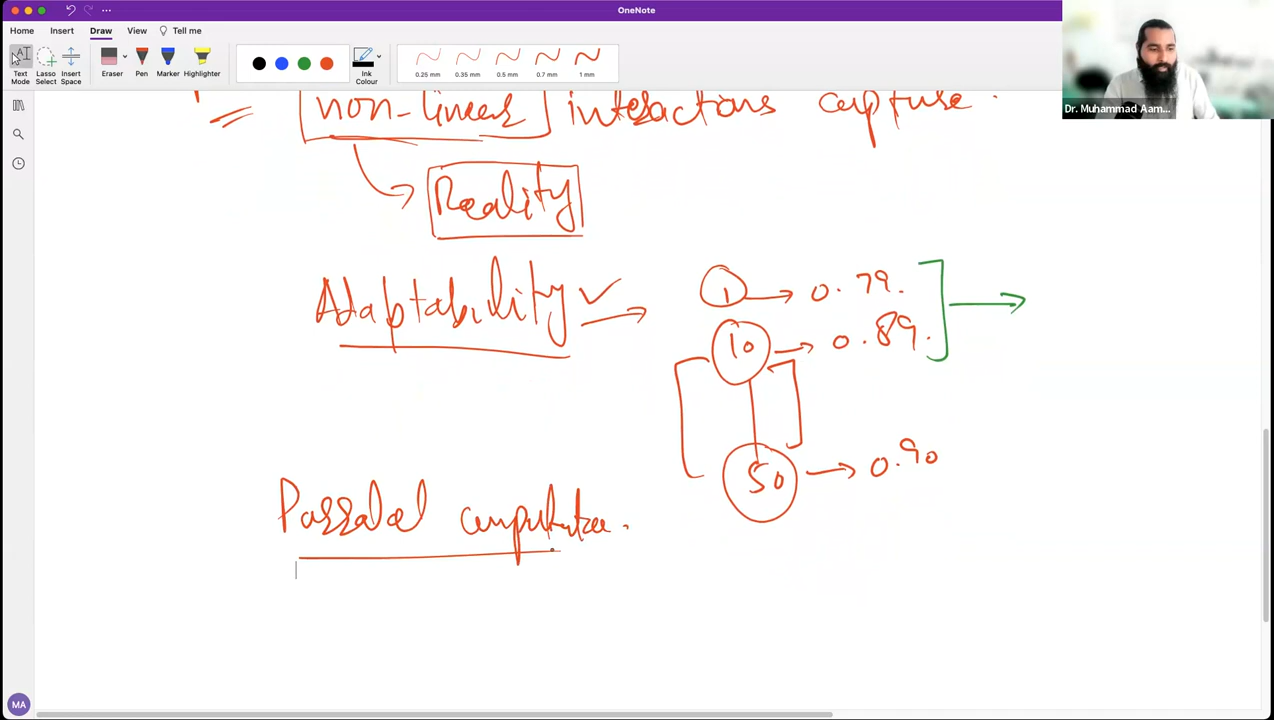 OneNote
Home Insert Draw View Tell me
Text Mode
Lasso Select
Insert Space
Eraser
Pen
Marker
Highlighter
Ink Colour
0.25 mm
0.35 mm
0.5 mm
0.7 mm
1 mm
Dr. Muhammad Aam...
non-linear interactions capture.
Reality
Adaptability ✓ →
1 → 0.79.
10 → 0.89.
50 → 0.90
Parralel
MA